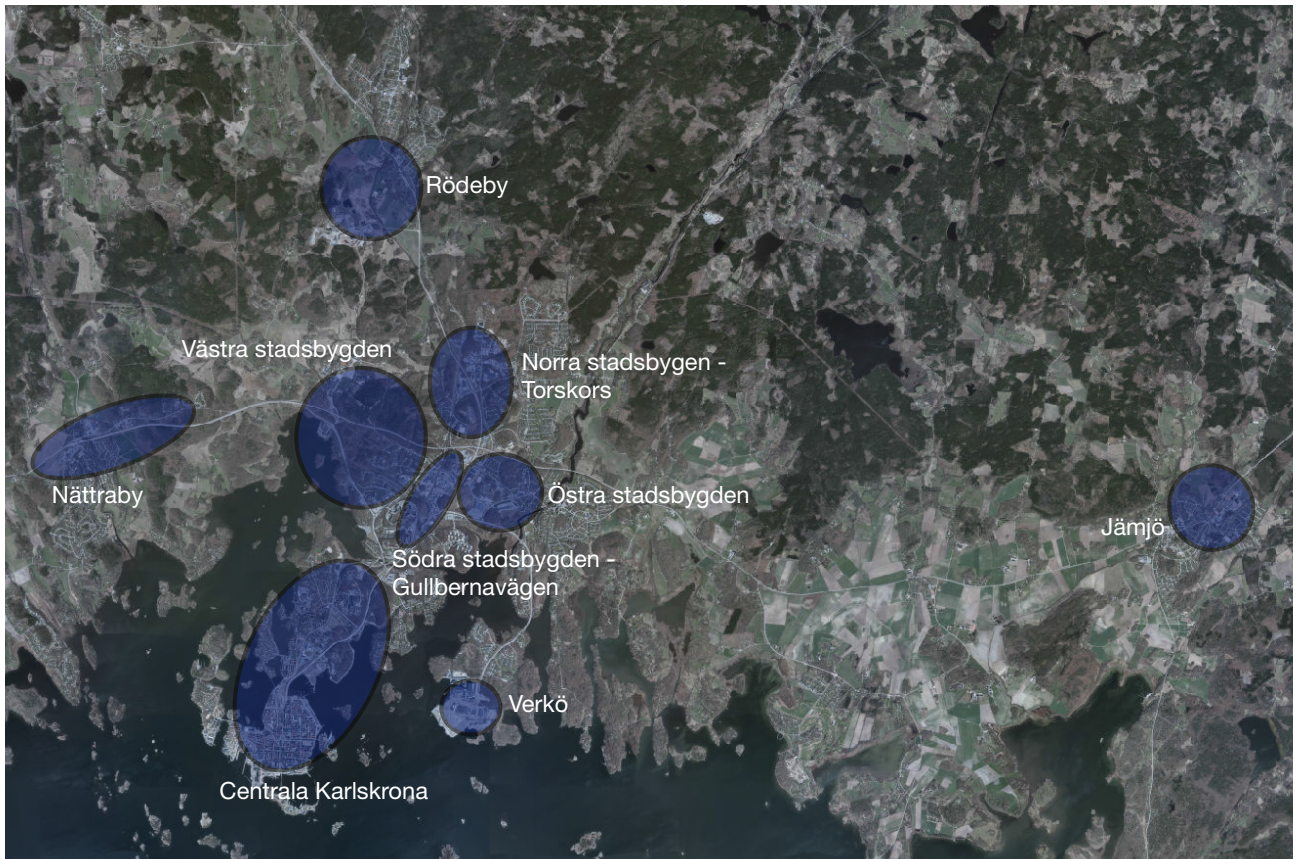 Rödeby
Västra stadsbygden
Norra stadsbygen -
Torskors
Nättraby
Östra stadsbygden
Jämjö
Södra stadsbygden -
Gullbernavägen
Verkö
Centrala Karlskrona